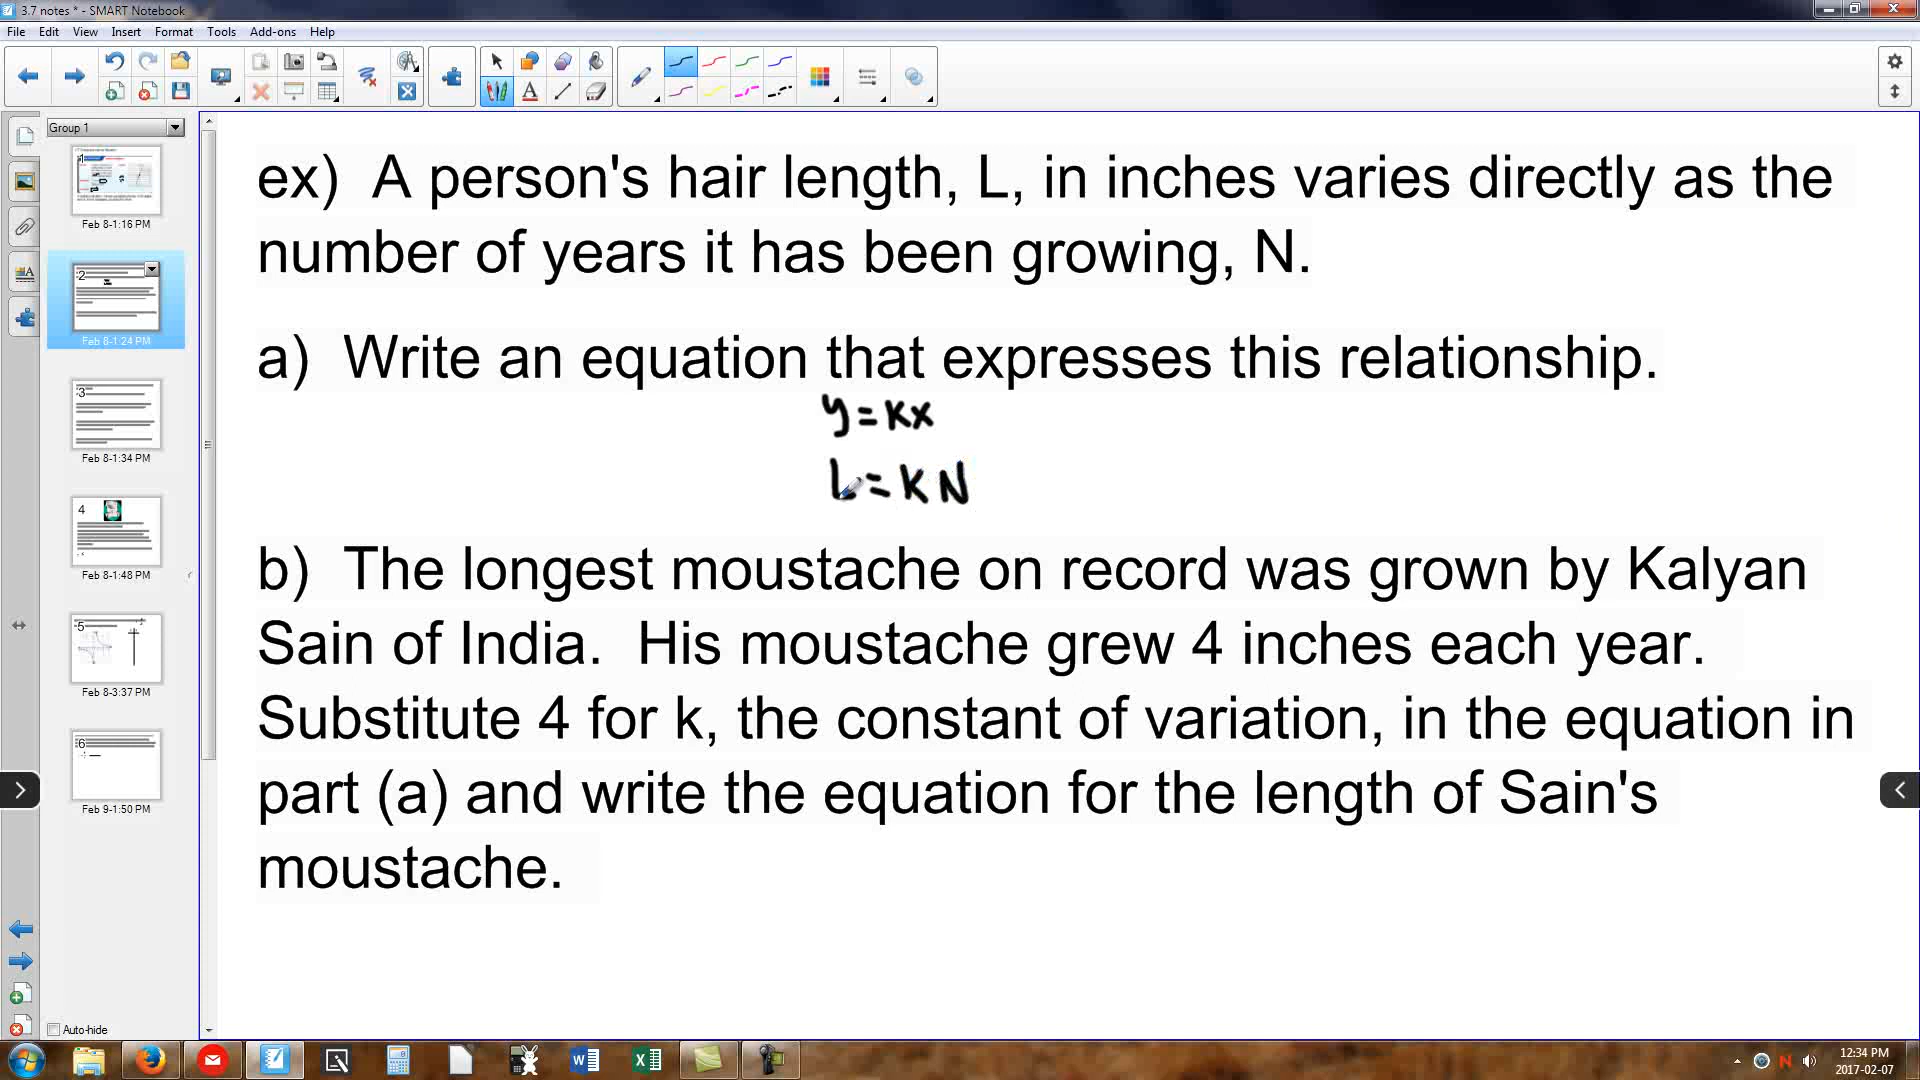 3.7 notes * - SMART Notebook
File Edit View Insert Format Tools Add-ons Help
Group 1
Feb 8-1:16 PM
2
Feb 8-1:24 PM
3
Feb 8-1:34 PM
4
Feb 8-1:48 PM
5
Feb 8-3:37 PM
6
Feb 9-1:50 PM
Auto-hide
ex) A person's hair length, L, in inches varies directly as the
number of years it has been growing, N.
a) Write an equation that expresses this relationship.
y=kx
L=kN
b) The longest moustache on record was grown by Kalyan
Sain of India. His moustache grew 4 inches each year.
Substitute 4 for k, the constant of variation, in the equation in
part (a) and write the equation for the length of Sain's
moustache.
12:34 PM
2017-02-07